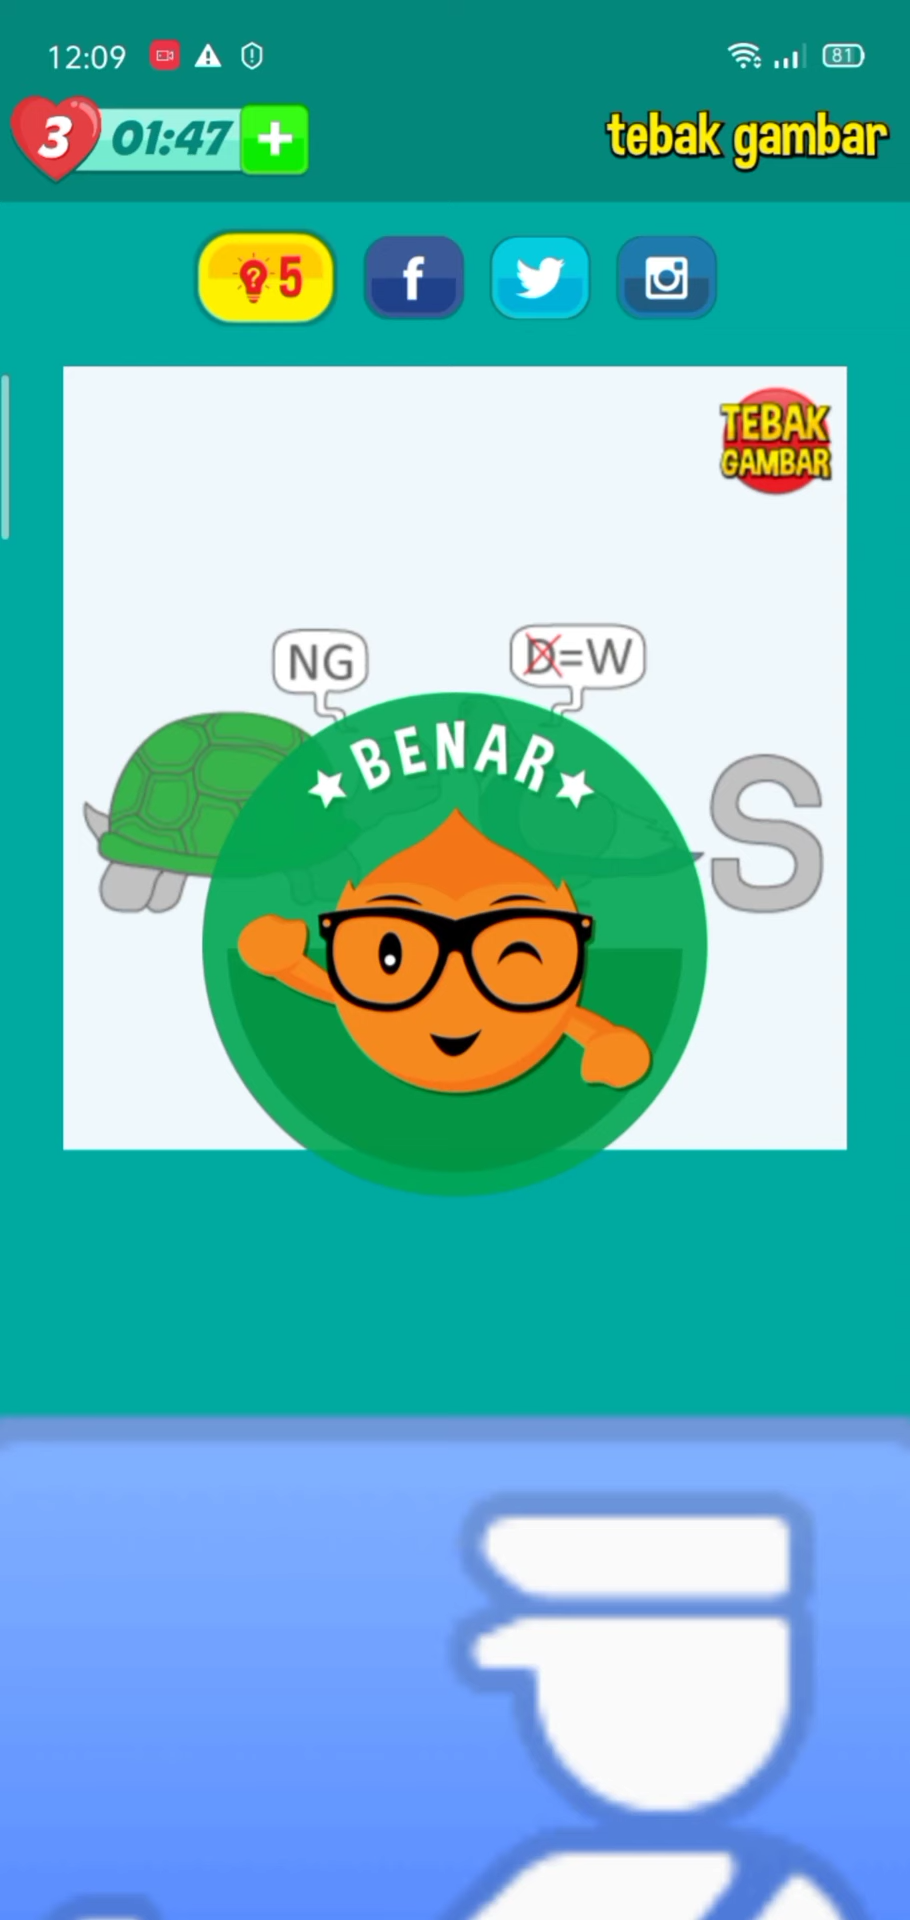 12:09
81
3
01:47
+
tebak gambar
? 5
f
TEBAK
GAMBAR
NG
D=W
BENAR
S